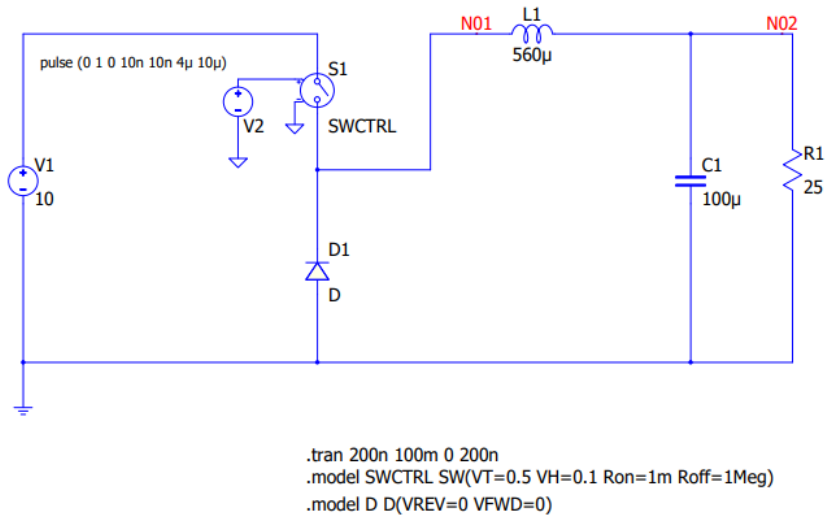 L1
N01
N02
560µ
pulse (0 1 0 10n 10n 4µ 10µ)
S1
V2
SWCTRL
V1
10
C1
100µ
R1
25
D1
D
.tran 200n 100m 0 200n
.model SWCTRL SW(VT=0.5 VH=0.1 Ron=1m Roff=1Meg)
.model D D(VREV=0 VFWD=0)